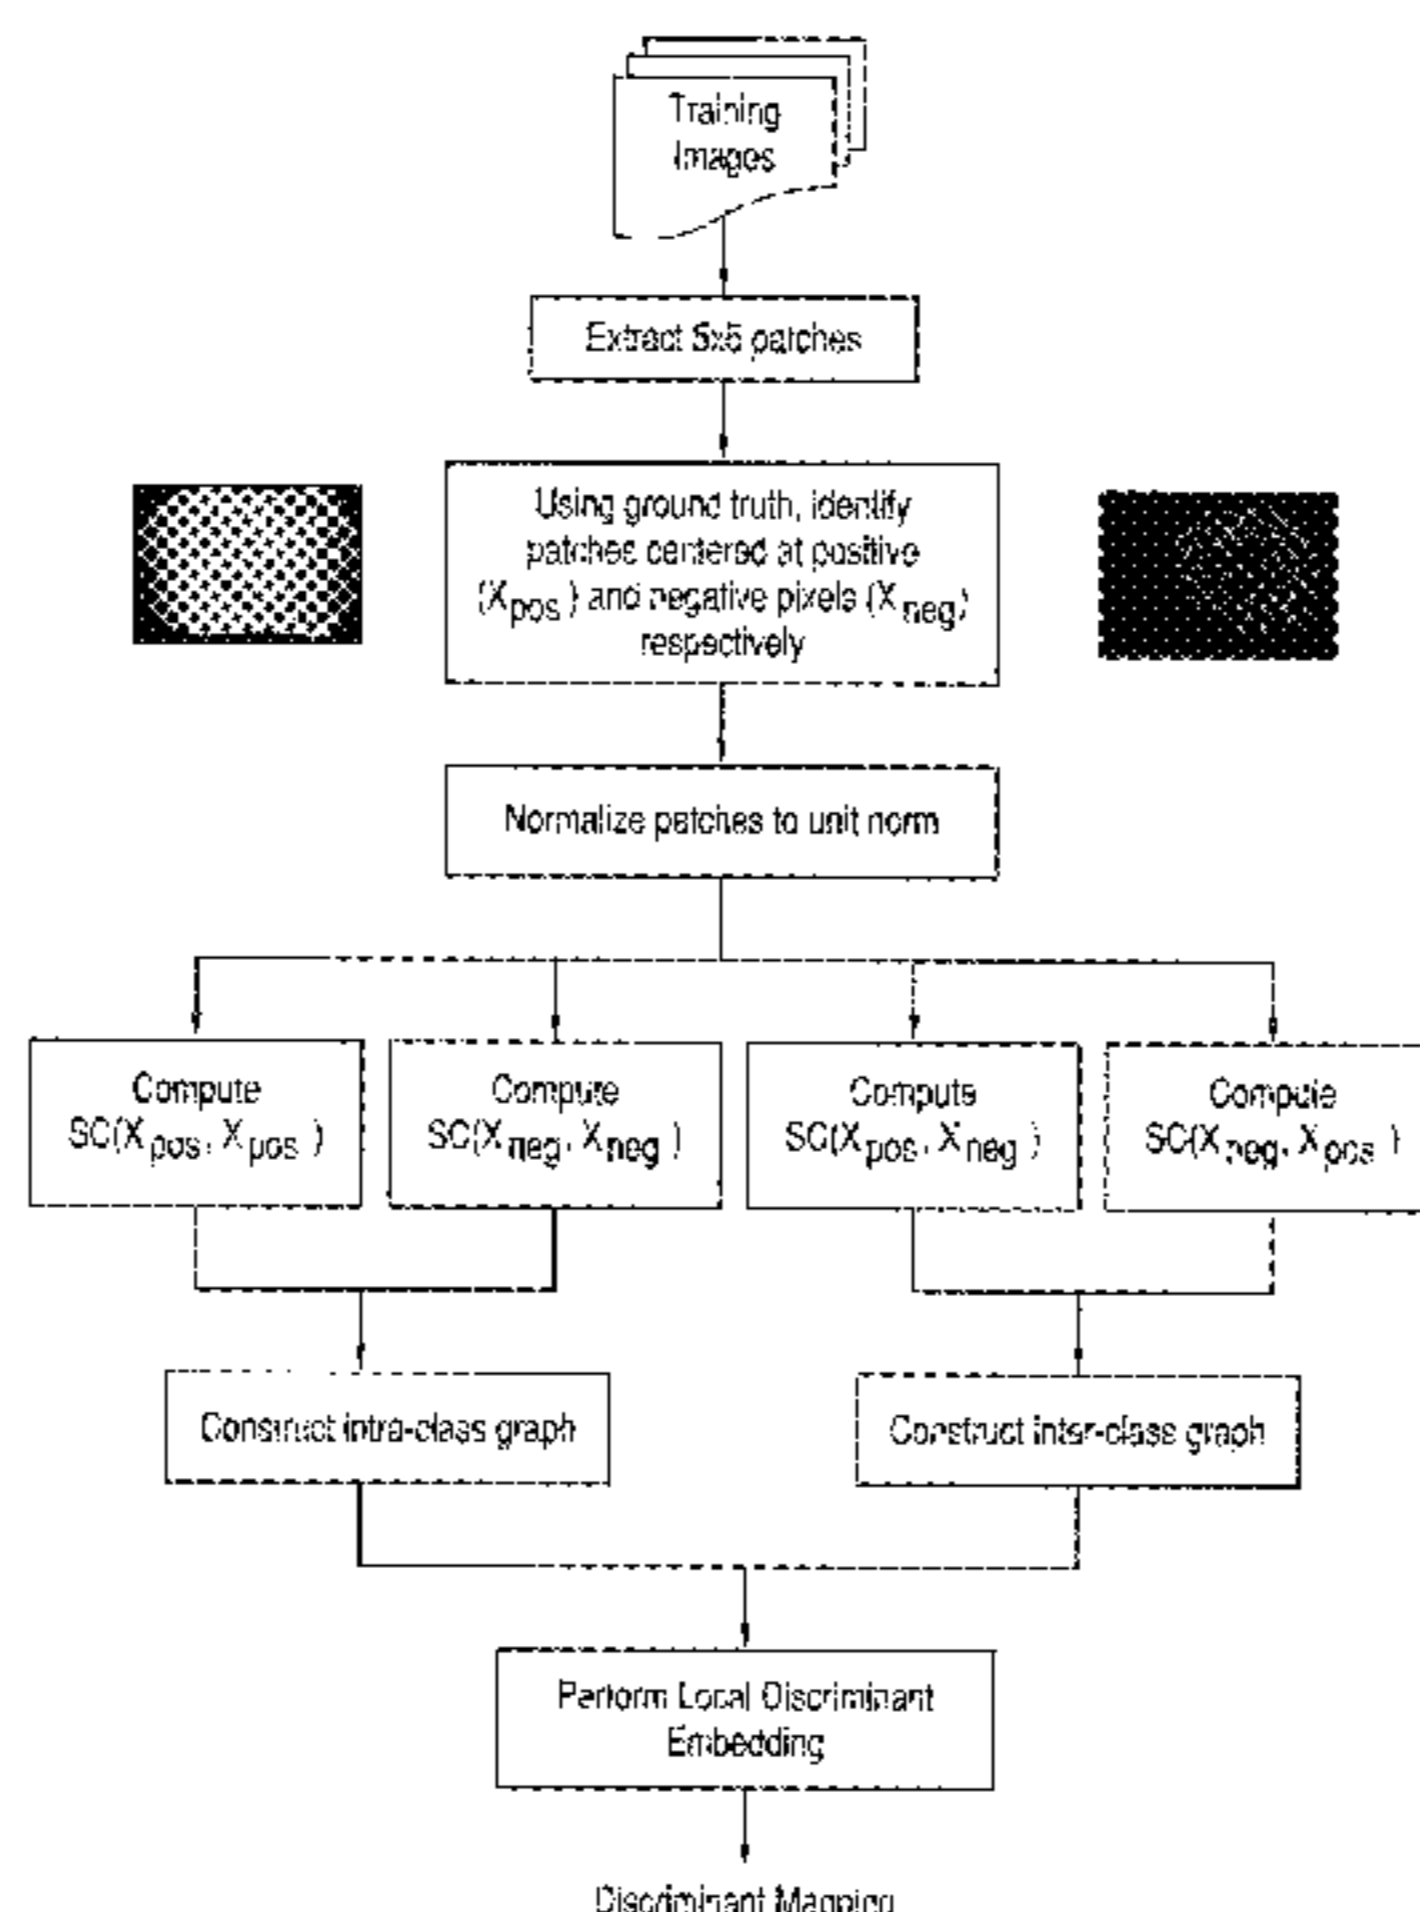 Training
Images
Extract 5x5 patches
Using ground truth, identify
patches centered at positive
(Xpos) and negative pixels (Xneg)
respectively
Normalize patches to unit norm
Compute
SC(Xpos, Xpos)
Compute
SC(Xneg, Xneg)
Compute
SC(Xpos, Xneg)
Compute
SC(Xneg, Xpos)
Construct intra-class graph
Construct inter-class graph
Perform Local Discriminant
Embedding
Discriminant Mapping